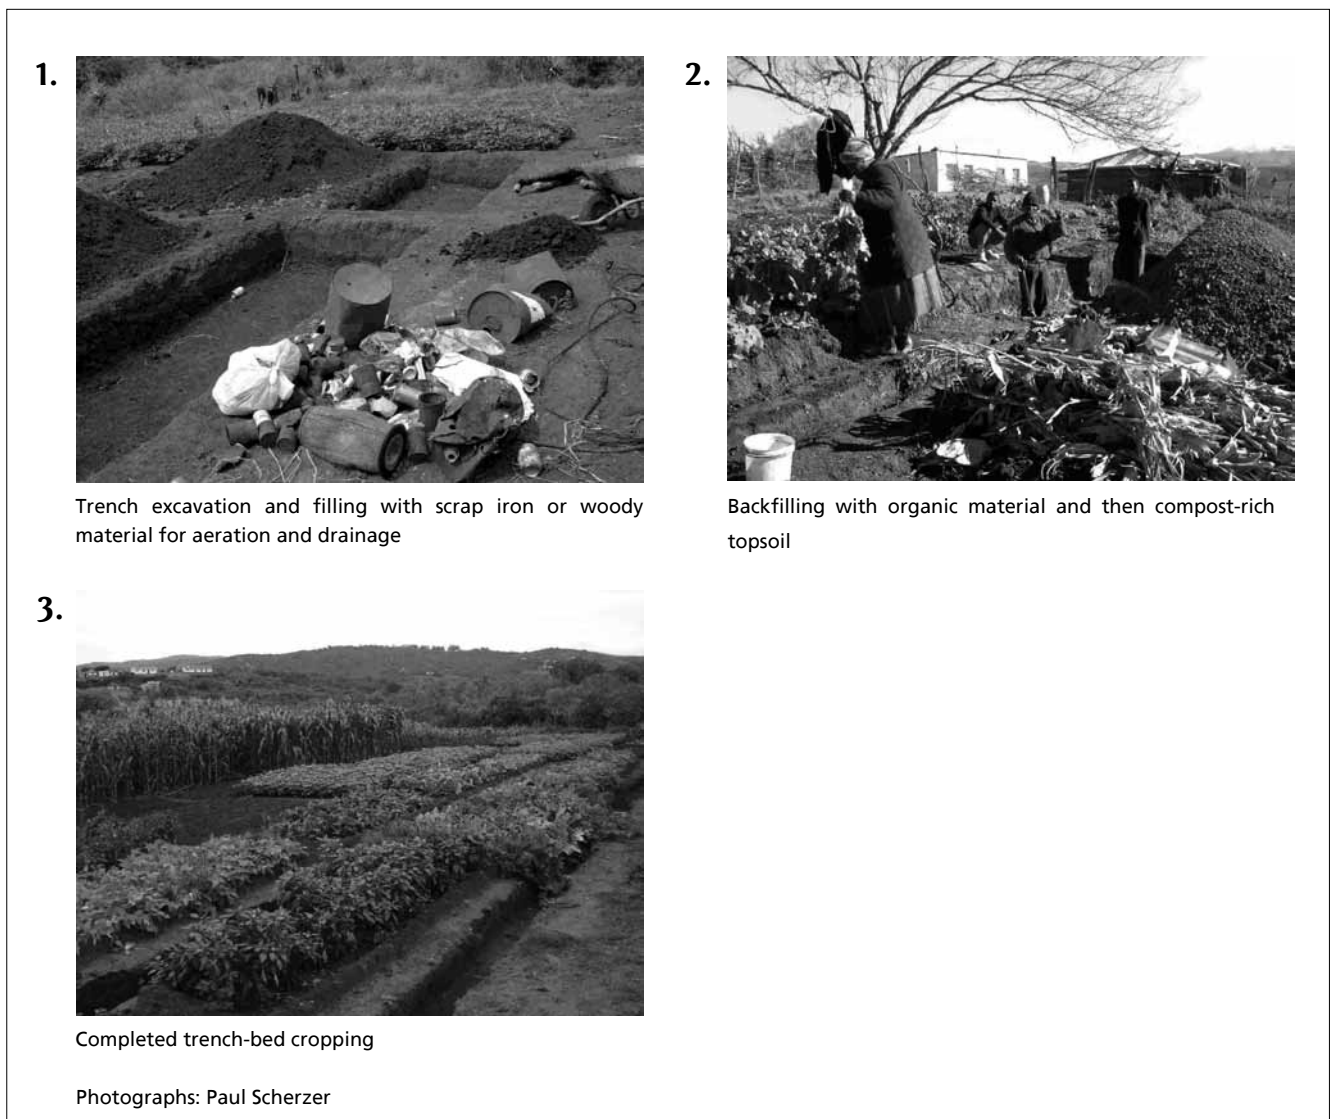 1.
Trench excavation and filling with scrap iron or woody
material for aeration and drainage
2.
Backfilling with organic material and then compost-rich
topsoil
3.
Completed trench-bed cropping
Photographs: Paul Scherzer